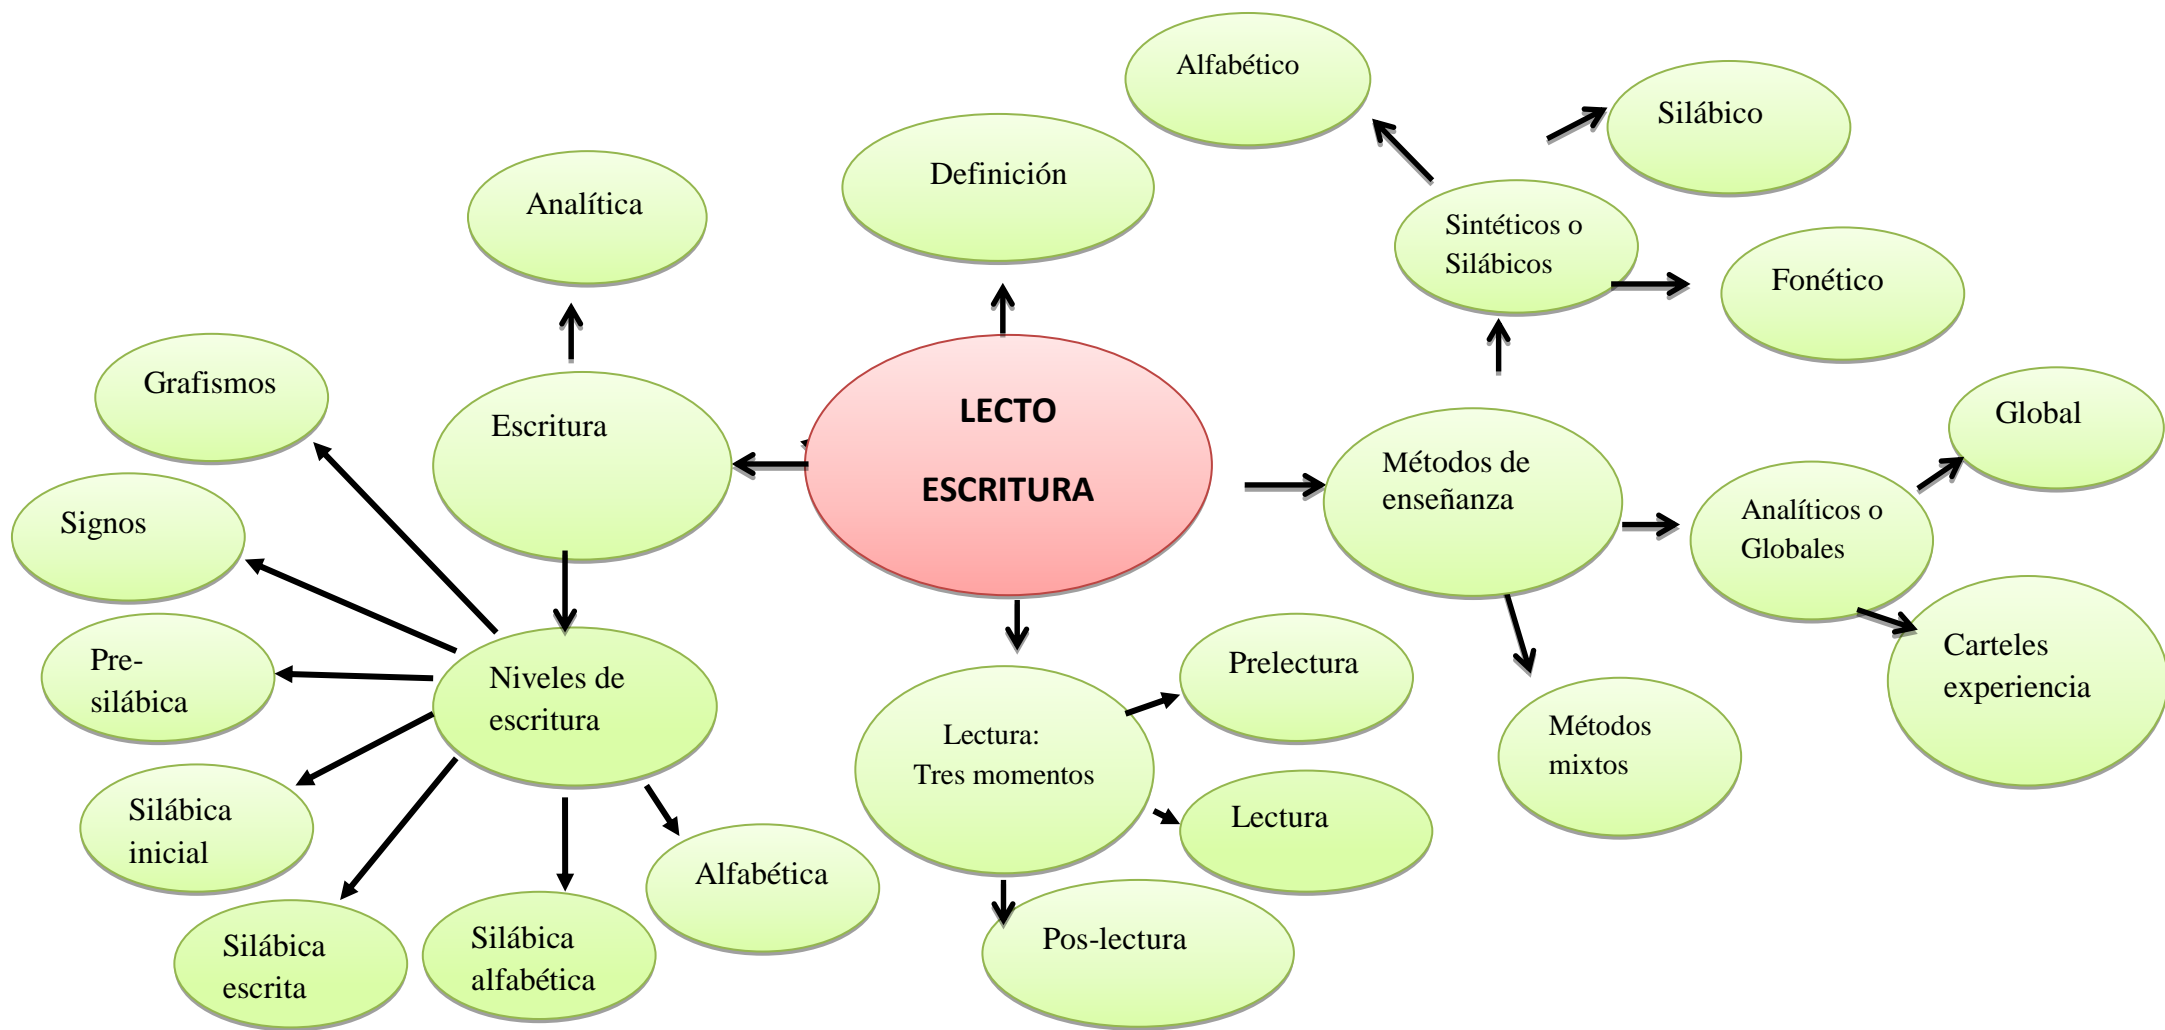 Alfabético
Silábico
Definición
Analítica
Sintéticos o
Silábicos
Fonético
Grafismos
Escritura
LECTO
ESCRITURA
Métodos de
enseñanza
Global
Analíticos o
Globales
Signos
Pre-
silábica
Niveles de
escritura
Lectura:
Tres momentos
Prelectura
Carteles
experiencia
Métodos
mixtos
Silábica
inicial
Lectura
Alfabética
Silábica
escrita
Silábica
alfabética
Pos-lectura